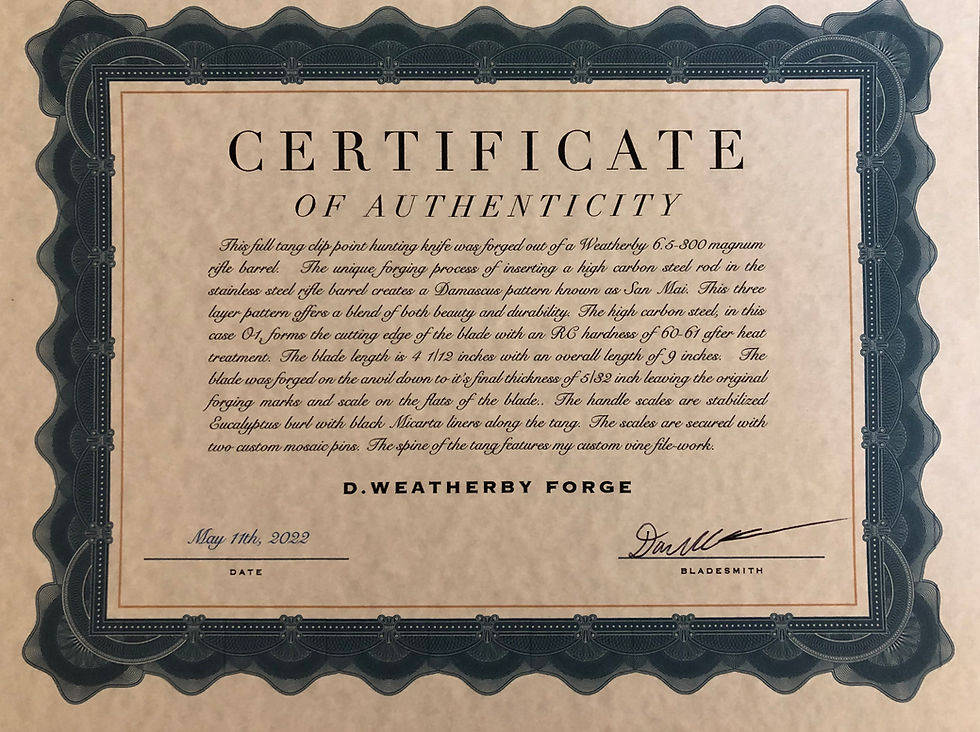 CERTIFICATE
OF AUTHENTICITY
This full tang clip point hunting knife was forged out of a Weatherby 6.5-300 magnum
rifle barrel. The unique forging process of inserting a high carbon steel rod in the
stainless steel rifle barrel creates a Damascus pattern known as San Mai. This three
layer pattern offers a blend of both beauty and durability. The high carbon steel, in this
case O-1, forms the cutting edge of the blade with an RC hardness of 60-61 after heat
treatment. The blade length is 4 1/12 inches with an overall length of 9 inches. The
blade was forged on the anvil down to it's final thickness of 5/32 inch leaving the original
forging marks and scale on the flats of the blade.. The handle scales are stabilized
Eucalyptus burl with black Micarta liners along the tang. The scales are secured with
two custom mosaic pins. The spine of the tang features my custom vine file-work.
D.WEATHERBY FORGE
May 11th, 2022
DATE
BLADESMITH